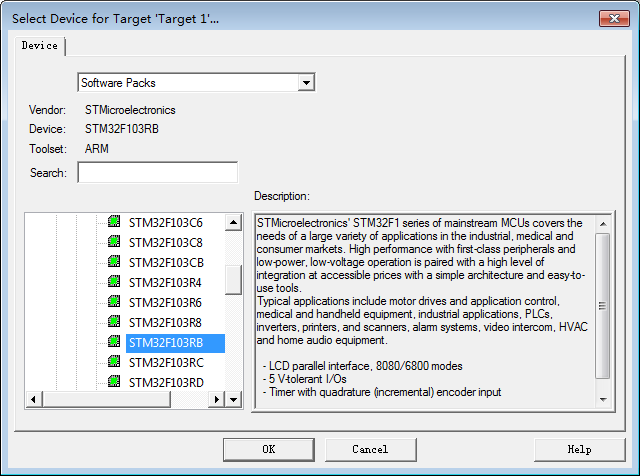 Select Device for Target 'Target 1'...
Device
Software Packs
Vendor: STMicroelectronics
Device: STM32F103RB
Toolset: ARM
Search:
Description:
STM32F103C6
STM32F103C8
STM32F103CB
STM32F103R4
STM32F103R6
STM32F103R8
STM32F103RB
STM32F103RC
STM32F103RD
STMicroelectronics' STM32F1 series of mainstream MCUs covers the
needs of a large variety of applications in the industrial, medical and
consumer markets. High peformance with first-class peripherals and
low-power, low-voltage operation is paired with a high level of
integration at accessible prices with a simple architecture and easy-to-
use tools.
Typical applications include motor drives and application control,
medical and handheld equipment, industrial applications, PLCs,
inverters, printers, and scanners, alarm systems, video intercom, HVAC
and home audio equipment.
- LCD parallel interface, 8080/6800 modes
- 5 V-tolerant I/Os
- Timer with quadrature (incremental) encoder input
OK
Cancel
Help